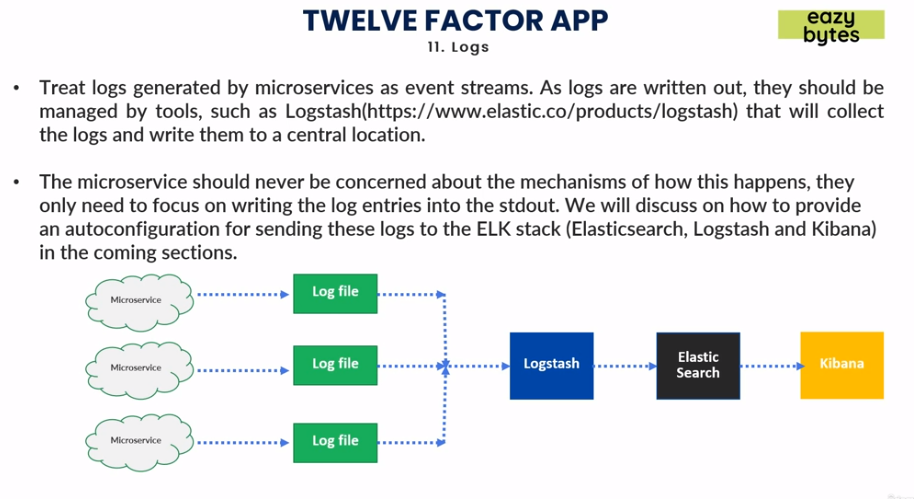 TWELVE FACTOR APP
11. Logs
eazy
bytes
• Treat logs generated by microservices as event streams. As logs are written out, they should be
managed by tools, such as Logstash(https://www.elastic.co/products/logstash) that will collect
the logs and write them to a central location.
• The microservice should never be concerned about the mechanisms of how this happens, they
only need to focus on writing the log entries into the stdout. We will discuss on how to provide
an autoconfiguration for sending these logs to the ELK stack (Elasticsearch, Logstash and Kibana)
in the coming sections.
Microservice
Log file
Microservice
Log file
Logstash
Elastic
Search
Kibana
Microservice
Log file